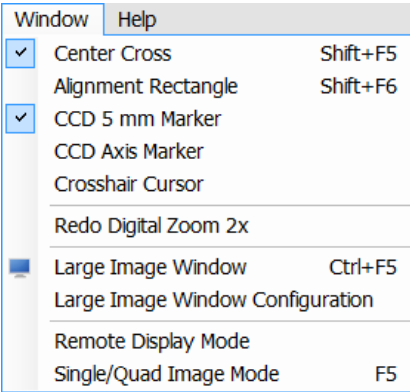 Window Help
Center Cross Shift+F5
Alignment Rectangle Shift+F6
CCD 5 mm Marker
CCD Axis Marker
Crosshair Cursor
Redo Digital Zoom 2x
Large Image Window Ctrl+F5
Large Image Window Configuration
Remote Display Mode
Single/Quad Image Mode F5